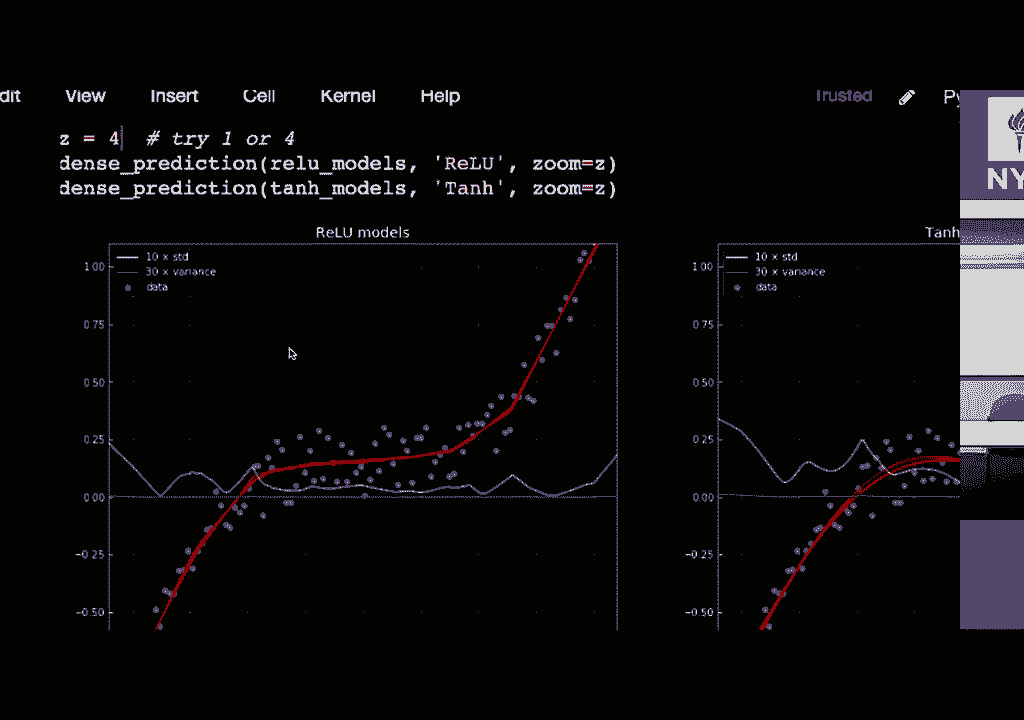 dit View Insert Cell Kernel Help Trusted Py
NY
z = 4 # try 1 or 4
dense_prediction(relu_models, 'ReLU', zoom=z)
dense_prediction(tanh_models, 'Tanh', zoom=z)
ReLU models
10 × std
30 × variance
data
1.00
0.75
0.50
0.25
0.00
−0.25
−0.50
Tanh
10 × std
30 × variance
data
1.00
0.75
0.50
0.25
0.00
−0.25
−0.50